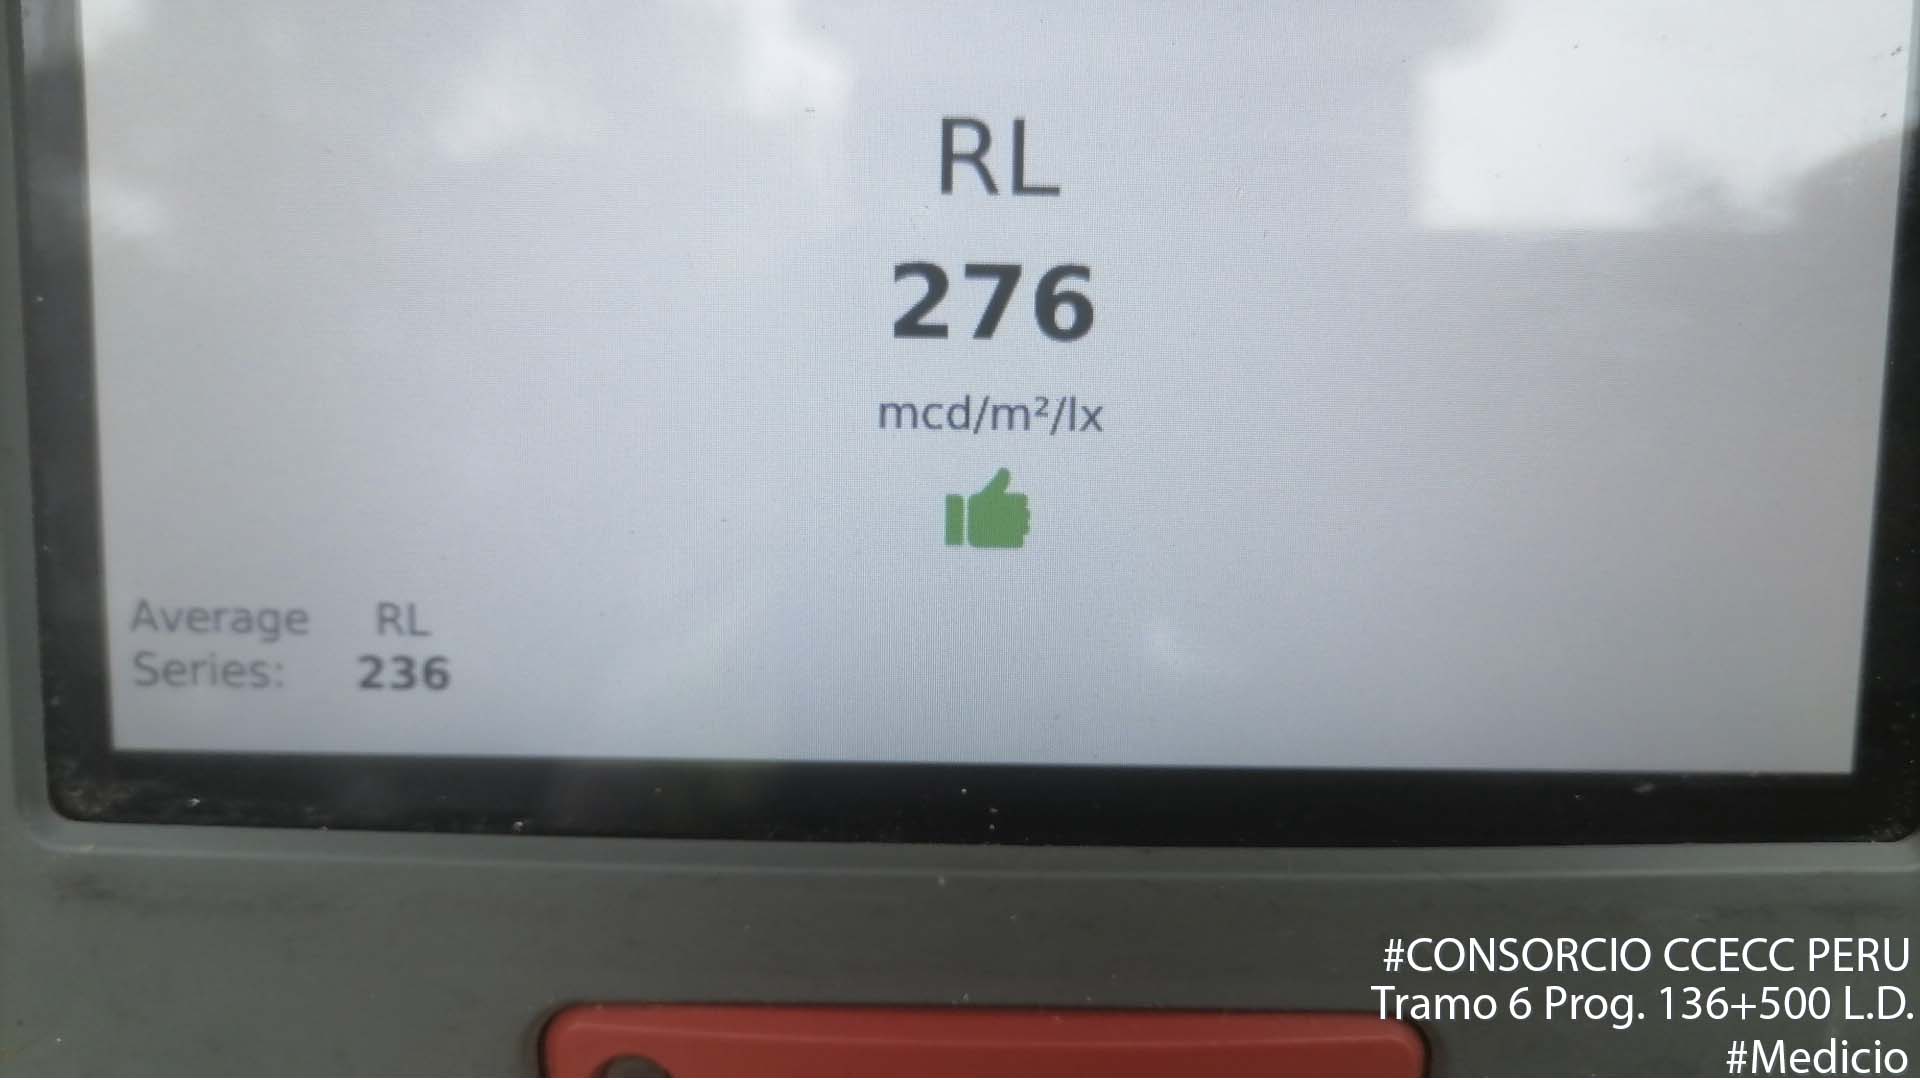 RL
276
mcd/m²/lx
Average RL
Series: 236
#CONSORCIO CCECC PERU
Tramo 6 Prog. 136+500 L.D.
#Medicio